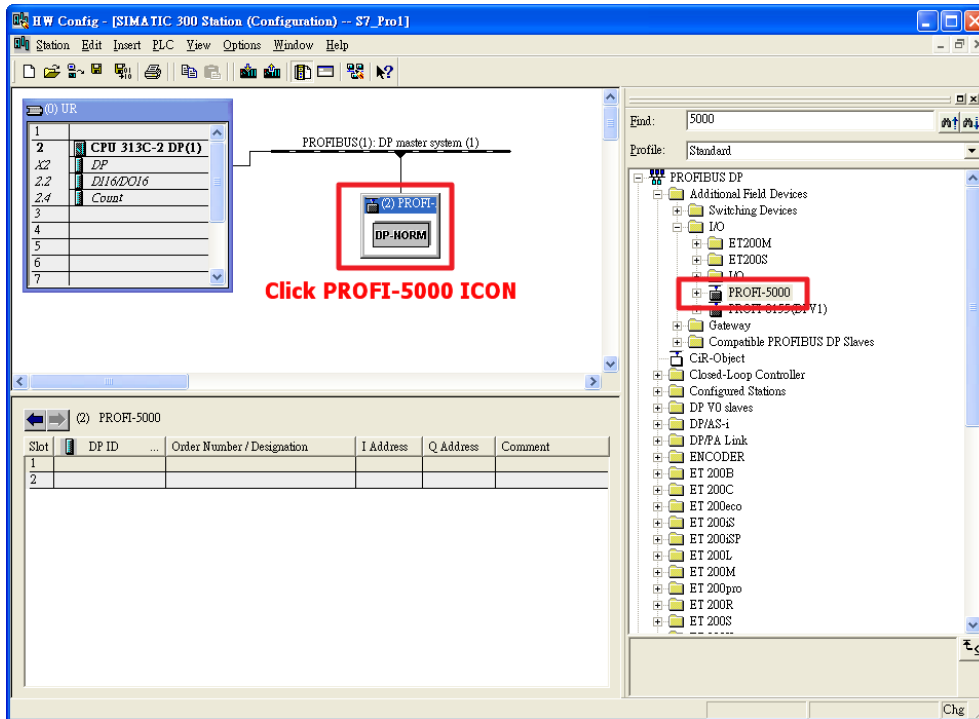 HW Config - [SIMATIC 300 Station (Configuration) -- S7_Pro1]
Station Edit Insert PLC View Options Window Help
(0) UR
1
2 CPU 313C-2 DP(1)
X2 DP
2.2 DI16/DO16
2.4 Count
3
4
5
6
7
PROFIBUS(1): DP master system (1)
(2) PROFI-
DP-NORM
Click PROFI-5000 ICON
(2) PROFI-5000
Slot DP ID ... Order Number / Designation I Address Q Address Comment
1
2
Find: 5000
Profile: Standard
PROFIBUS DP
Additional Field Devices
Switching Devices
I/O
ET200M
ET200S
I/O
PROFI-5000
PROFI-8155(DPV1)
Gateway
Compatible PROFIBUS DP Slaves
CiR-Object
Closed-Loop Controller
Configured Stations
DP V0 slaves
DP/AS-i
DP/PA Link
ENCODER
ET 200B
ET 200C
ET 200eco
ET 200iS
ET 200iSP
ET 200L
ET 200M
ET 200pro
ET 200R
ET 200S
Chg